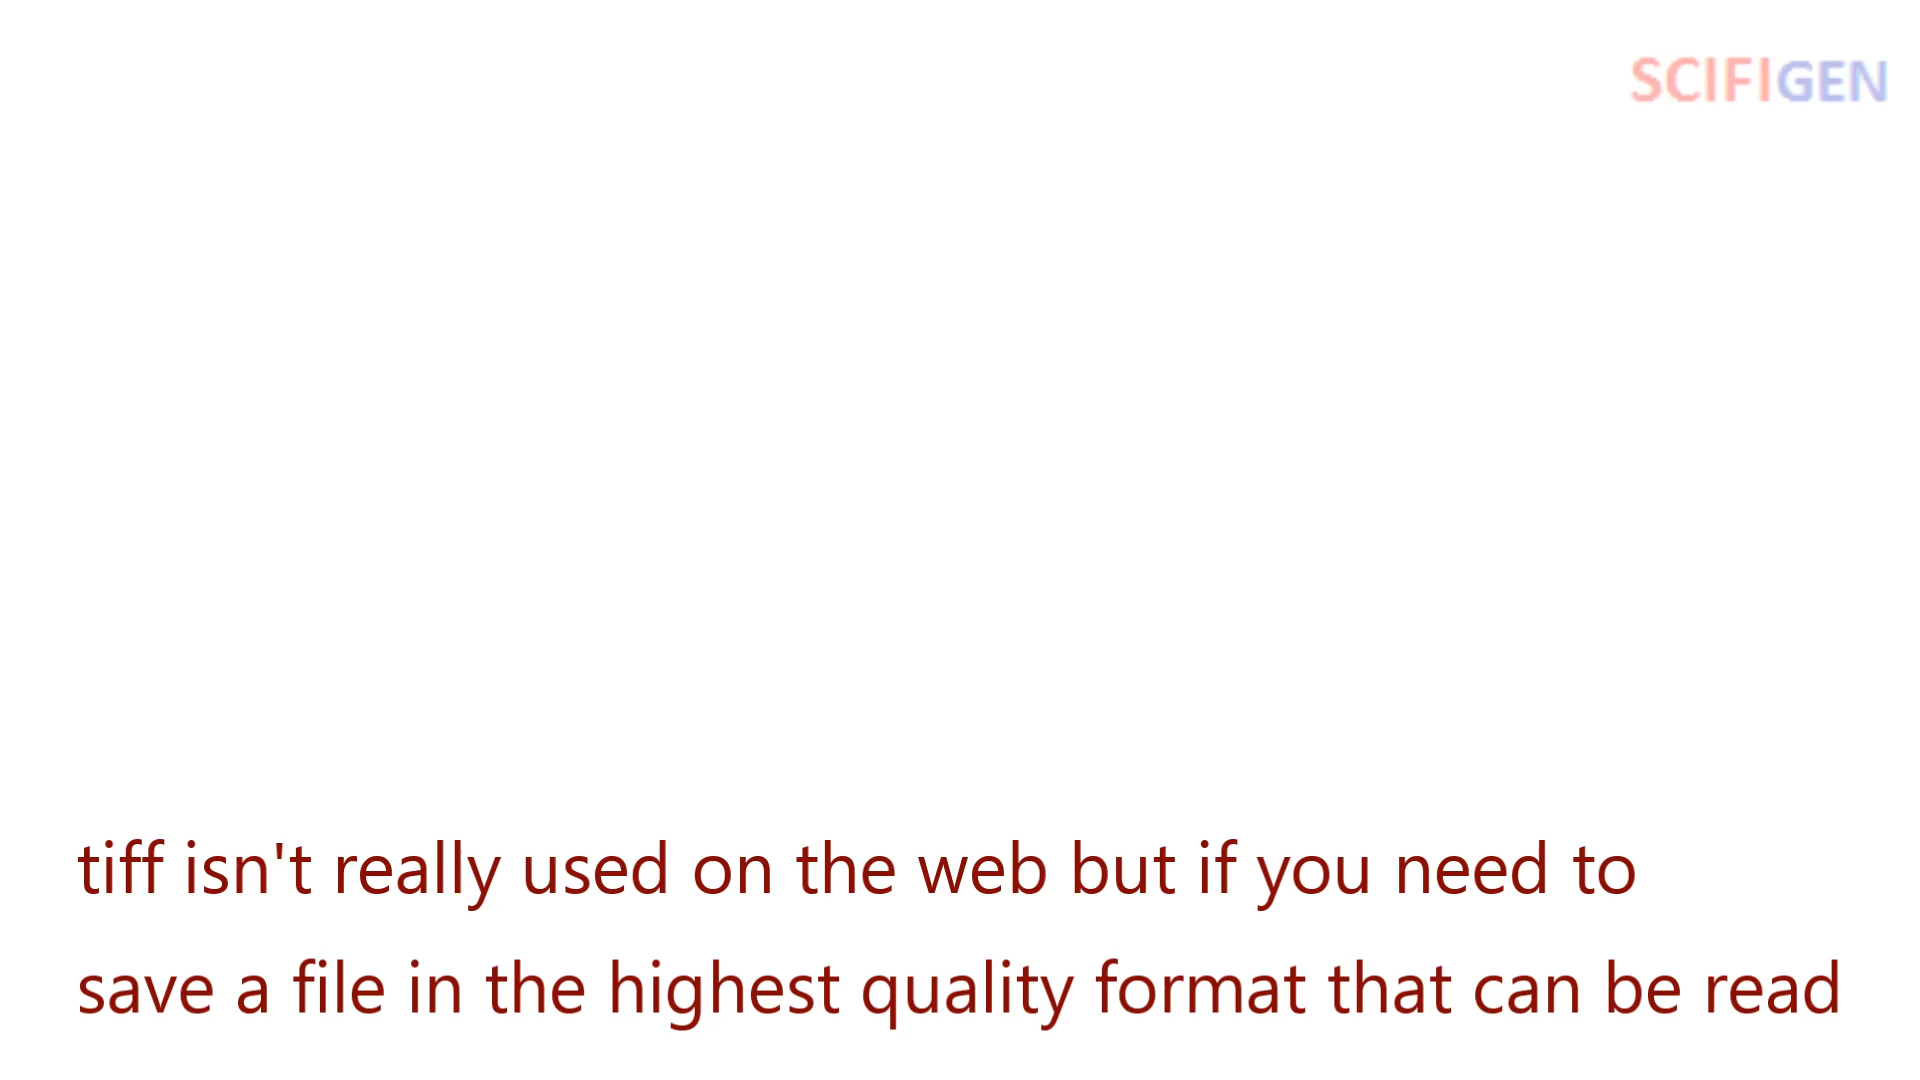 SCIFIGEN
tiff isn't really used on the web but if you need to
save a file in the highest quality format that can be read